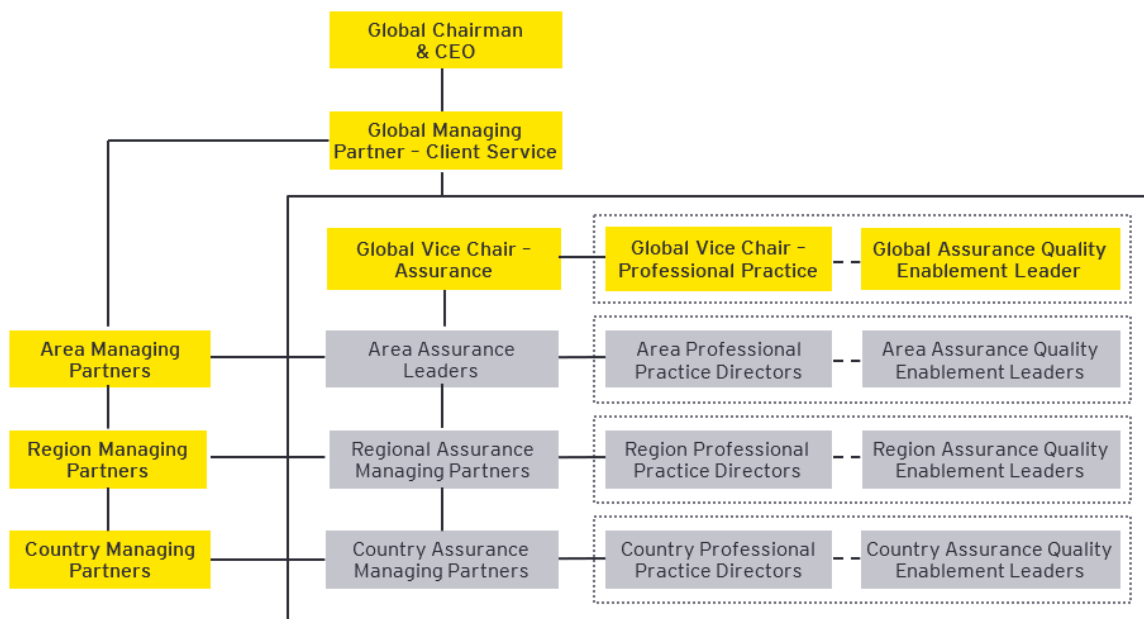 Global Chairman
& CEO
Global Managing
Partner – Client Service
Global Vice Chair –
Assurance
Global Vice Chair –
Professional Practice
Global Assurance Quality
Enablement Leader
Area Managing
Partners
Area Assurance
Leaders
Area Professional
Practice Directors
Area Assurance Quality
Enablement Leaders
Region Managing
Partners
Regional Assurance
Managing Partners
Region Professional
Practice Directors
Region Assurance Quality
Enablement Leaders
Country Managing
Partners
Country Assurance
Managing Partners
Country Professional
Practice Directors
Country Assurance Quality
Enablement Leaders